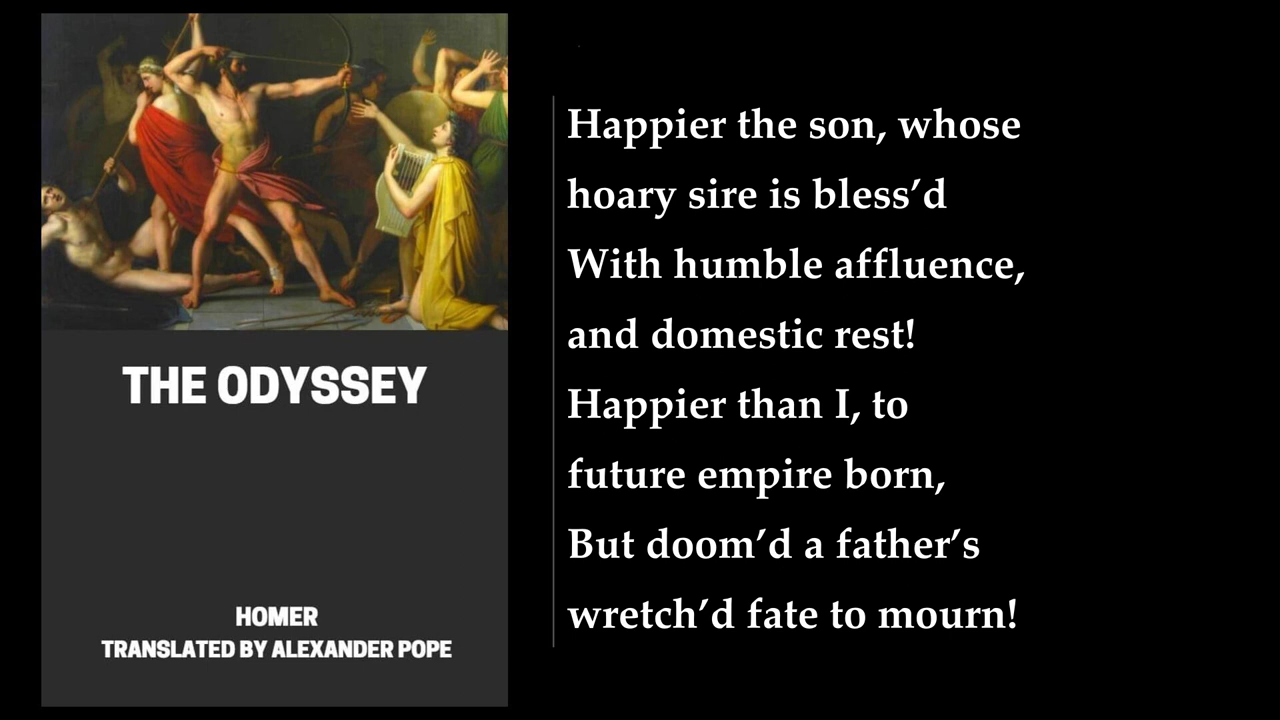 THE ODYSSEY
HOMER
TRANSLATED BY ALEXANDER POPE
Happier the son, whose
hoary sire is bless’d
With humble affluence,
and domestic rest!
Happier than I, to
future empire born,
But doom’d a father’s
wretch’d fate to mourn!